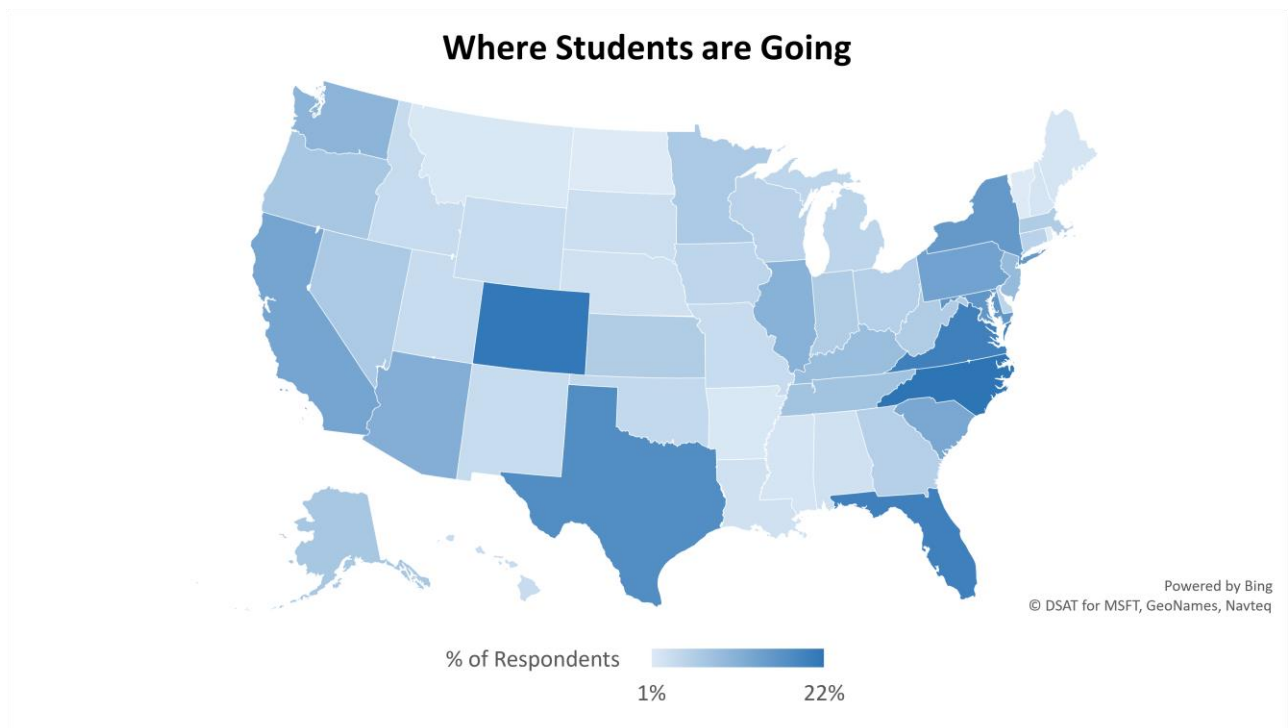 Where Students are Going
Powered by Bing
© DSAT for MSFT, GeoNames, Navteq
% of Respondents
1%
22%